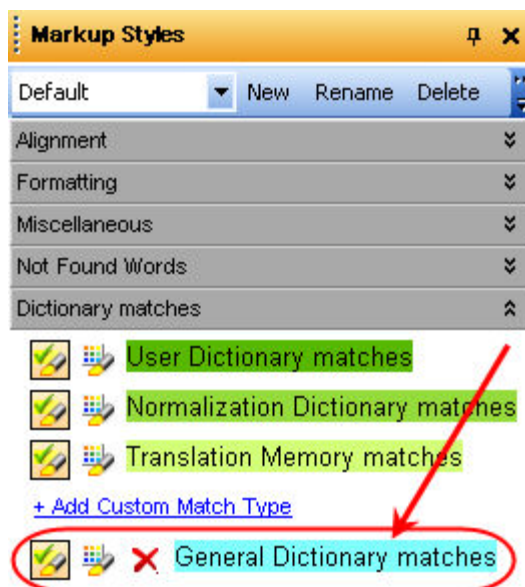 Markup Styles
Default New Rename Delete
Alignment
Formatting
Miscellaneous
Not Found Words
Dictionary matches
User Dictionary matches
Normalization Dictionary matches
Translation Memory matches
+ Add Custom Match Type
General Dictionary matches